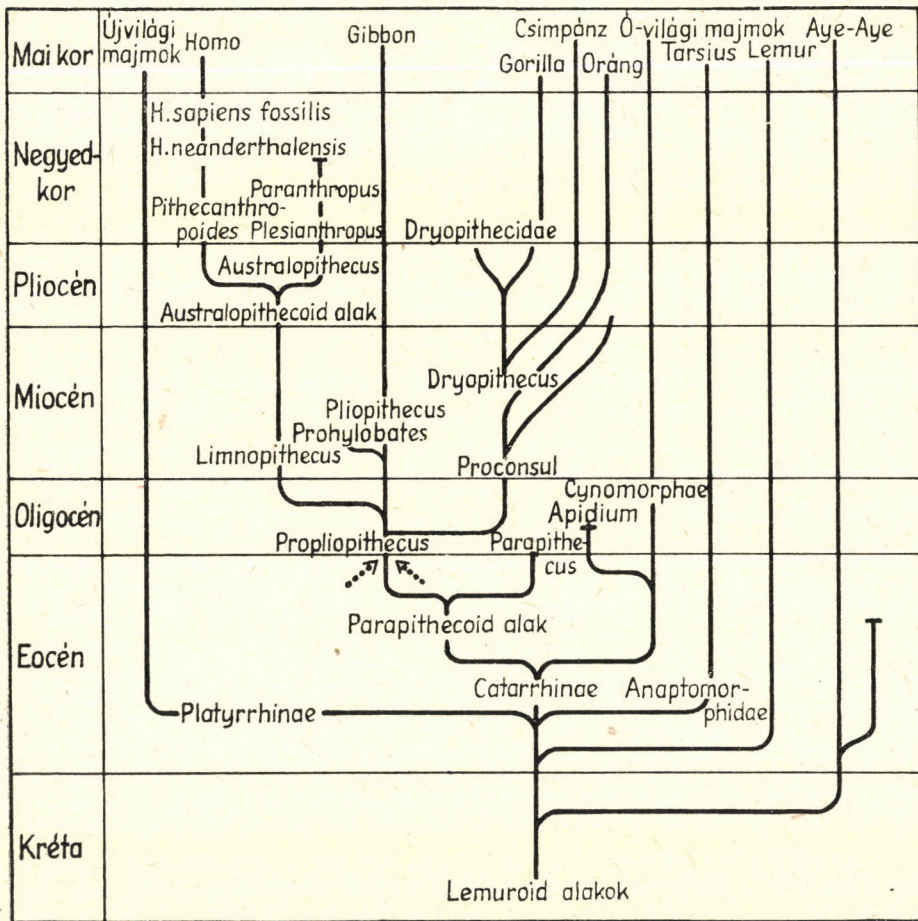 Mai kor
Újvilági
majmok
Homo
Gibbon
Csimpánz
Ó-világi majmok
Aye-Aye
Gorilla
Oráng
Tarsius
Lemur
Negyed-
kor
H.sapiens fossilis
H.neanderthalensis
Paranthropus
Pithecanthro-
poides
Plesianthropus
Dryopithecidae
Pliocén
Australopithecus
Australopithecoid alak
Miocén
Dryopithecus
Pliopithecus
Prohylobates
Limnopithecus
Proconsul
Oligocén
Cynomorphae
Apidium
Propliopithecus
Parapithe-
cus
Eocén
Parapithecoid alak
Catarrhinae
Anaptomor-
phidae
Platyrrhinae
Kréta
Lemuroid alakok